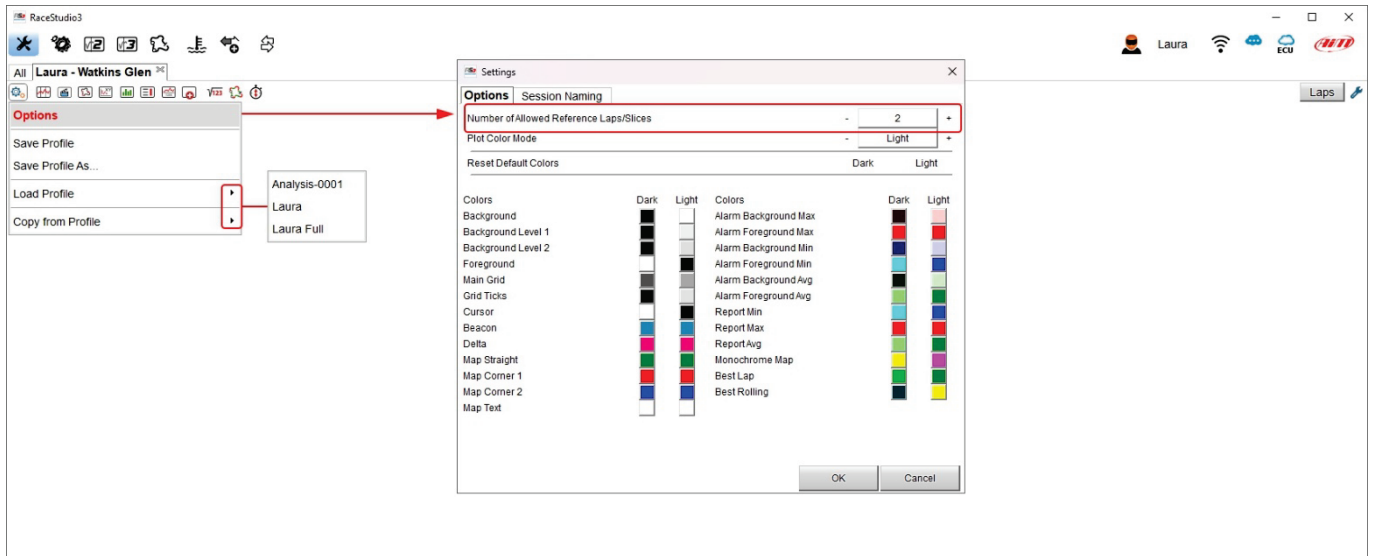 RaceStudio3
Laura
ECU
AiM
All Laura - Watkins Glen
Laps
Options
Save Profile
Save Profile As...
Load Profile
Copy from Profile
Analysis-0001
Laura
Laura Full
Settings
Options Session Naming
Number of Allowed Reference Laps/Slices - 2 +
Plot Color Mode - Light +
Reset Default Colors Dark Light
Colors Dark Light Colors Dark Light
Background Alarm Background Max
Background Level 1 Alarm Foreground Max
Background Level 2 Alarm Background Min
Foreground Alarm Foreground Min
Main Grid Alarm Background Avg
Grid Ticks Alarm Foreground Avg
Cursor Report Min
Beacon Report Max
Delta Report Avg
Map Straight Monochrome Map
Map Corner 1 Best Lap
Map Corner 2 Best Rolling
Map Text
OK Cancel